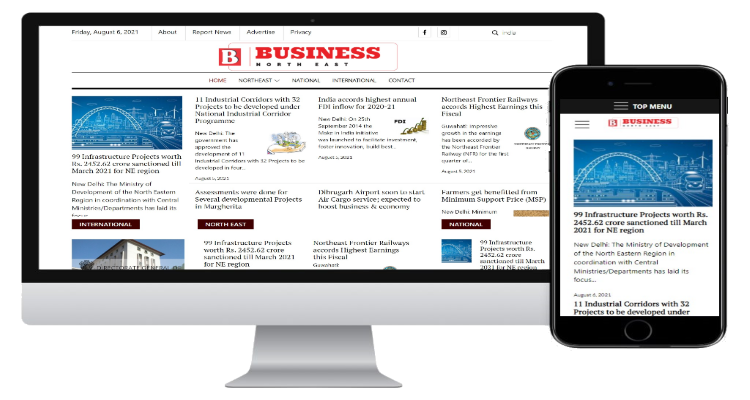 Friday, August 6, 2021 About Report News Advertise Privacy f India
B BUSINESS
NORTH EAST
HOME NORTHEAST NATIONAL INTERNATIONAL CONTACT
99 Infrastructure Projects worth
Rs. 2452.62 crore sanctioned till
March 2021 for NE region
New Delhi: The Ministry of
Development of the North Eastern
Region in coordination with Central
Ministries/Departments has laid its
focus...
11 Industrial Corridors with 32
Projects to be developed under
National Industrial Corridor
Programme
New Delhi: The
government has
approved the
development of 11
Industrial Corridors with 32 Projects to be
developed in four...
August 6, 2021
India accords highest annual
FDI inflow for 2020-21
New Delhi: On 25th
September 2014 the
Make in India initiative
was launched to facilitate investment,
foster innovation, build best...
August 5, 2021
FDI
Northeast Frontier Railways
accords Highest Earnings this
Fiscal
Guwahati: Impressive
growth in the earnings
has been accorded by
the Northeast Frontier
Railway (NFR) for the first
quarter of...
August 5, 2021
Assessments were done for
Several developmental Projects
in Margherita
Dibrugarh Airport soon to start
Air Cargo service; expected to
boost business & economy
Farmers get benefitted from
Minimum Support Price (MSP)
New Delhi: Minimum
INTERNATIONAL
NORTH EAST
NATIONAL
DIRECTORATE GENERAL OF
99 Infrastructure Projects
worth Rs. 2452.62 crore
sanctioned till March 2021
for NE region
Northeast Frontier Railways
accords Highest Earnings
this Fiscal
Guwahati:
99 Infrastructure
Projects worth Rs.
2452.62 crore
sanctioned till March
2021 for NE region
TOP MENU
B BUSINESS
NORTH EAST
99 Infrastructure Projects worth Rs.
2452.62 crore sanctioned till March
2021 for NE region
New Delhi: The Ministry of Development
of the North Eastern Region in
coordination with Central
Ministries/Departments has laid its
focus...
August 6, 2021
11 Industrial Corridors with 32
Projects to be developed under